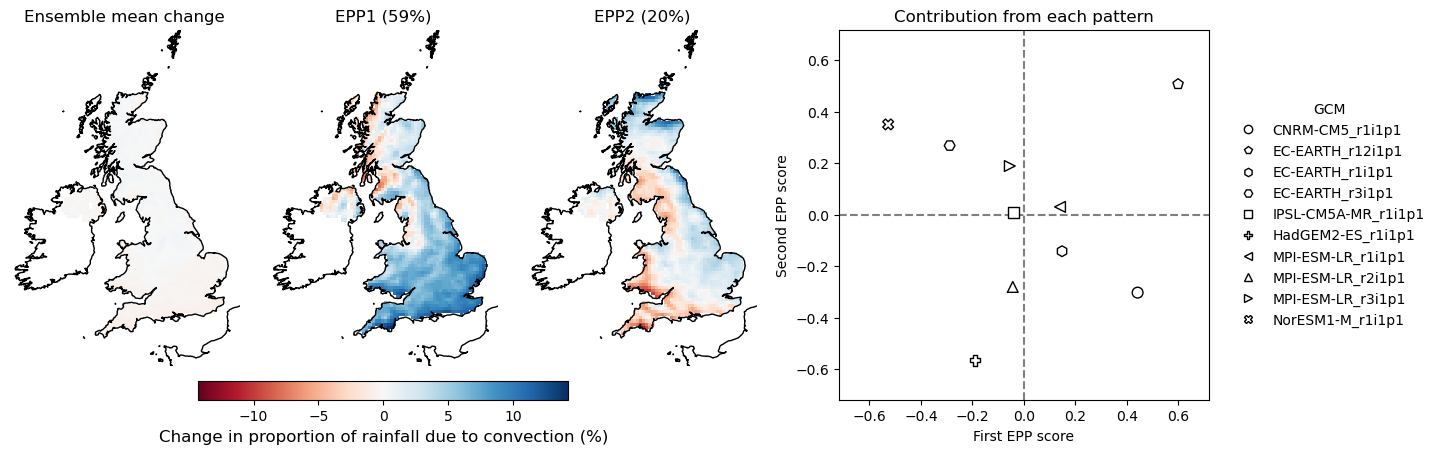 Ensemble mean change
EPP1 (59%)
EPP2 (20%)
−10 −5 0 5 10
Change in proportion of rainfall due to convection (%)
Contribution from each pattern
Second EPP score
0.6
0.4
0.2
0.0
−0.2
−0.4
−0.6
−0.6 −0.4 −0.2 0.0 0.2 0.4 0.6
First EPP score
GCM
CNRM-CM5_r1i1p1
EC-EARTH_r12i1p1
EC-EARTH_r1i1p1
EC-EARTH_r3i1p1
IPSL-CM5A-MR_r1i1p1
HadGEM2-ES_r1i1p1
MPI-ESM-LR_r1i1p1
MPI-ESM-LR_r2i1p1
MPI-ESM-LR_r3i1p1
NorESM1-M_r1i1p1